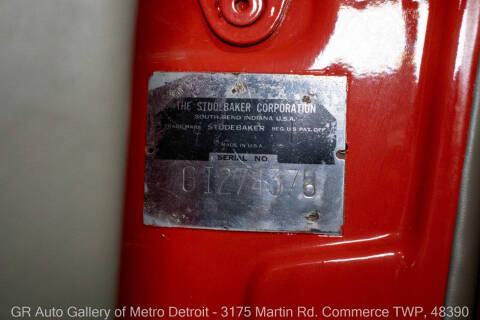 THE STUDEBAKER CORPORATION
SOUTH BEND INDIANA U.S.A.
TRADE MARK STUDEBAKER REG. U.S. PAT. OFF.
MADE IN U.S.A.
SERIAL NO.
GR Auto Gallery of Metro Detroit - 3175 Martin Rd. Commerce TWP, 48390